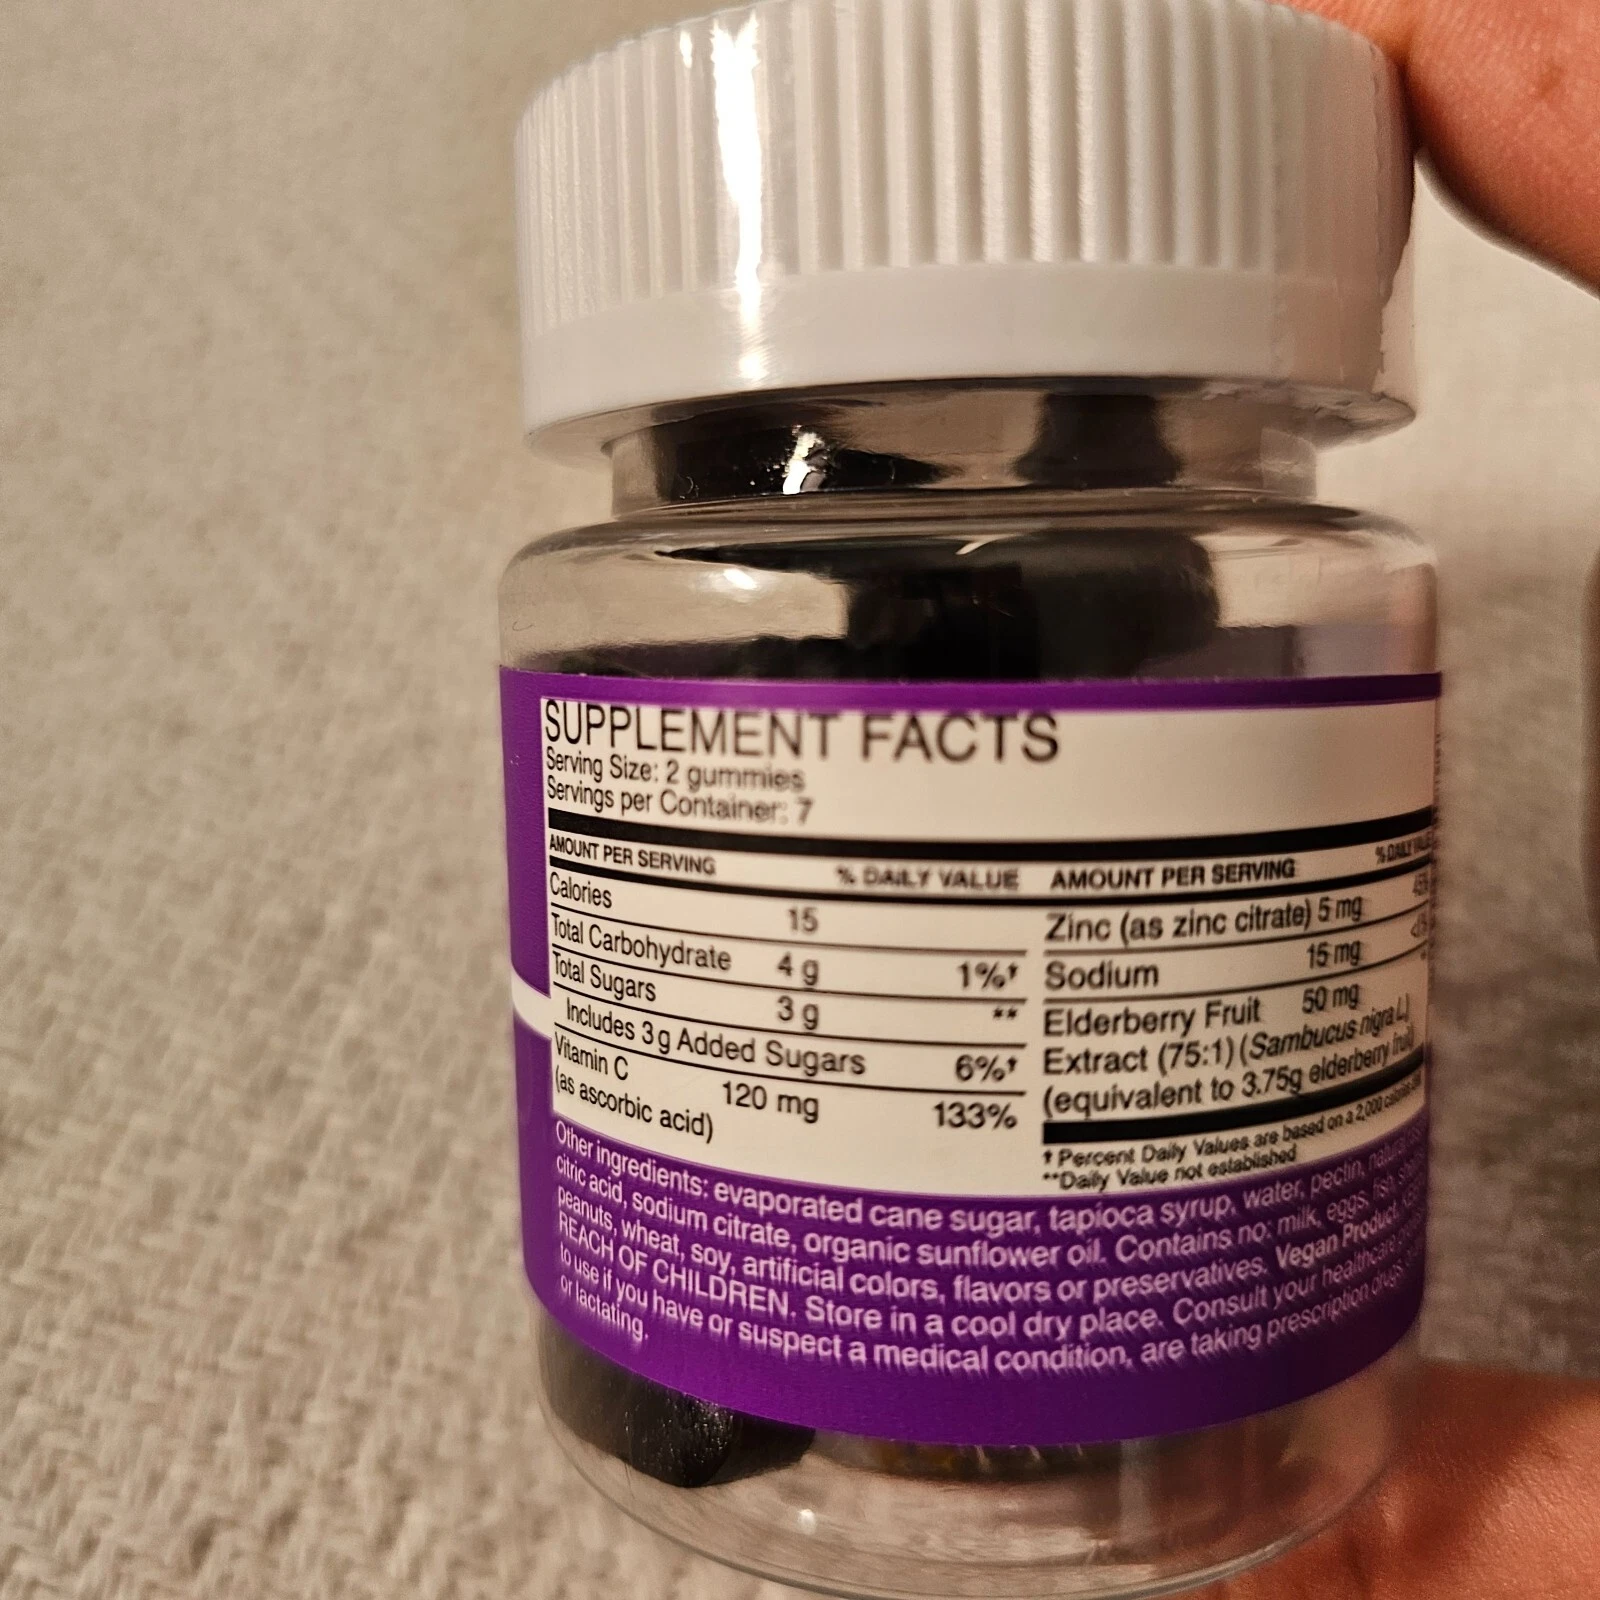 SUPPLEMENT FACTS
Serving Size: 2 gummies
Servings per Container: 7
AMOUNT PER SERVING % DAILY VALUE
Calories 15
Total Carbohydrate 4 g 1%†
Total Sugars 3 g **
Includes 3 g Added Sugars 6%†
Vitamin C
(as ascorbic acid) 120 mg 133%
AMOUNT PER SERVING % DAILY VALUE
Zinc (as zinc citrate) 5 mg
Sodium 15 mg
Elderberry Fruit 50 mg
Extract (75:1) (Sambucus nigra L)
(equivalent to 3.75g elderberry fruit)
† Percent Daily Values are based on a 2,000
**Daily Value not established
Other ingredients: evaporated cane sugar, tapioca syrup, water, pectin,
citric acid, sodium citrate, organic sunflower oil. Contains no: milk, eggs, fish,
peanuts, wheat, soy, artificial colors, flavors or preservatives. Vegan Product.
REACH OF CHILDREN. Store in a cool dry place. Consult your healthcare
to use if you have or suspect a medical condition, are taking prescription drugs,
or lactating.